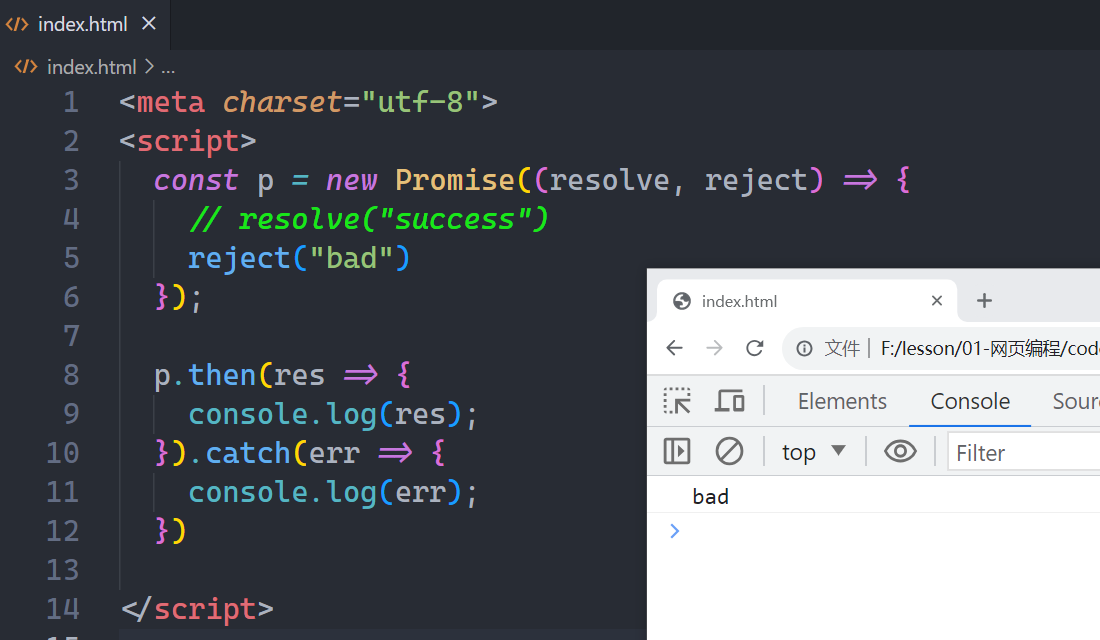 index.html
index.html > ...
1 <meta charset="utf-8">
2 <script>
3 const p = new Promise((resolve, reject) => {
4 // resolve("success")
5 reject("bad")
6 });
7
8 p.then(res => {
9 console.log(res);
10 }).catch(err => {
11 console.log(err);
12 })
13
14 </script>
index.html
文件 F:/lesson/01-网页编程/cod
Elements Console Sour
top Filter
bad